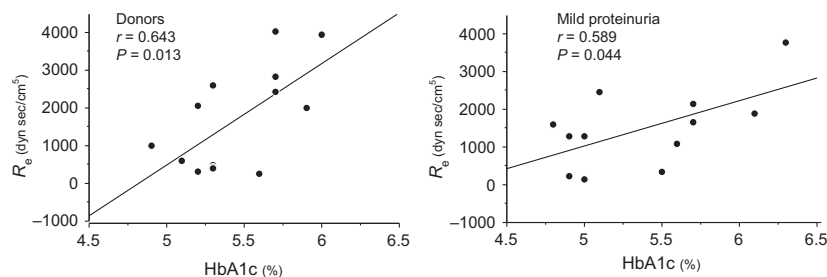 Donors
r = 0.643
P = 0.013
4000
3000
2000
1000
0
–1000
Re (dyn sec/cm5)
4.5 5 5.5 6 6.5
HbA1c (%)
Mild proteinuria
r = 0.589
P = 0.044
4000
3000
2000
1000
0
–1000
Re (dyn sec/cm5)
4.5 5 5.5 6 6.5
HbA1c (%)